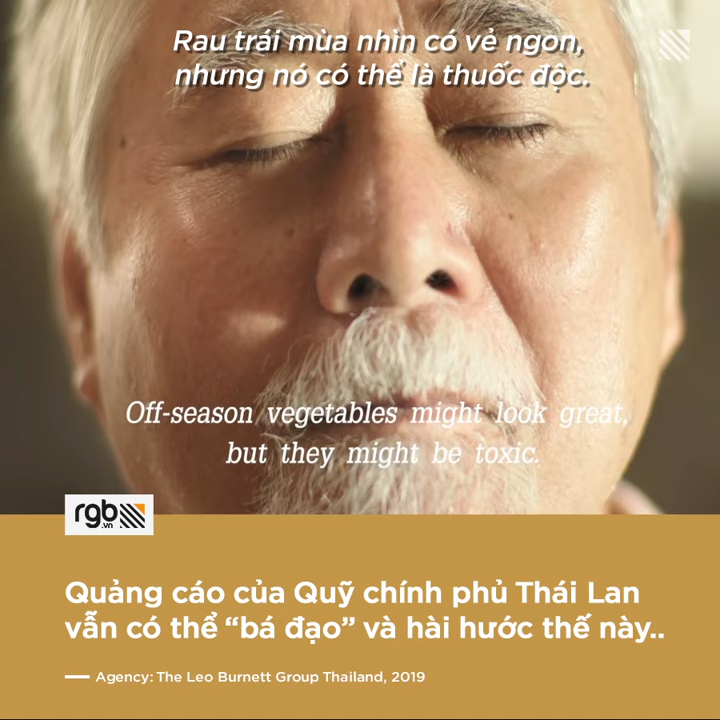 Rau trái mùa nhìn có vẻ ngon,
nhưng nó có thể là thuốc độc.
Off-season vegetables might look great,
but they might be toxic.
rgb
.vn
Quảng cáo của Quỹ chính phủ Thái Lan
vẫn có thể “bá đạo” và hài hước thế này..
Agency: The Leo Burnett Group Thailand, 2019